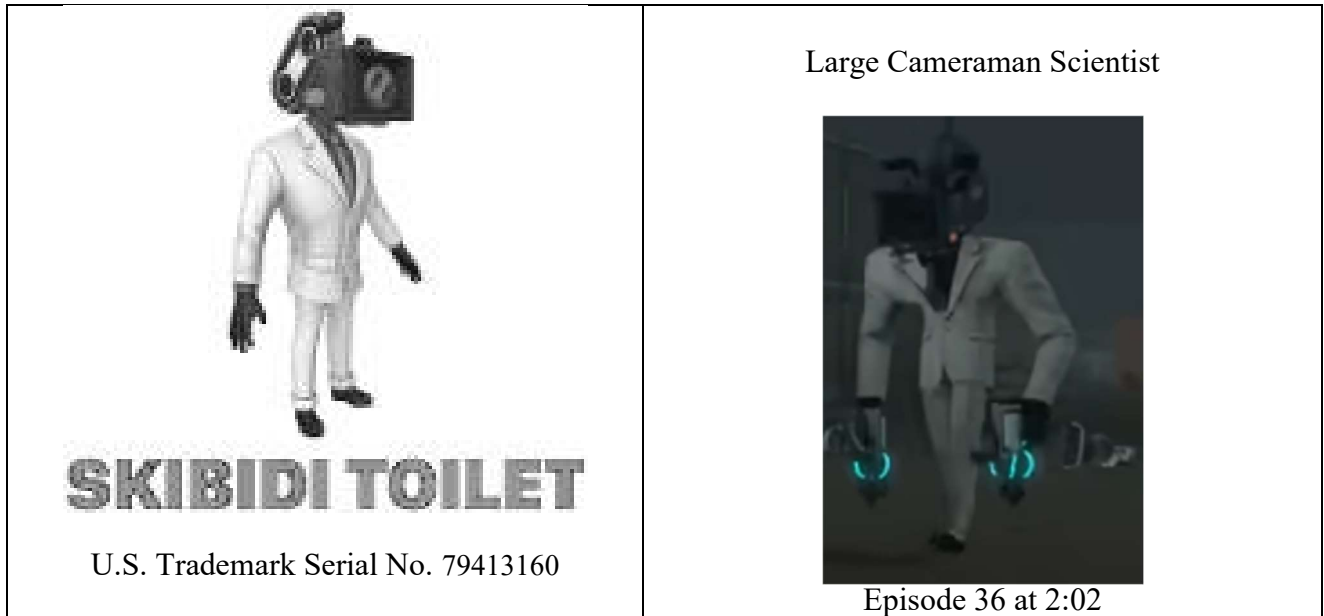 SKIBIDI TOILET
U.S. Trademark Serial No. 79413160
Large Cameraman Scientist
Episode 36 at 2:02